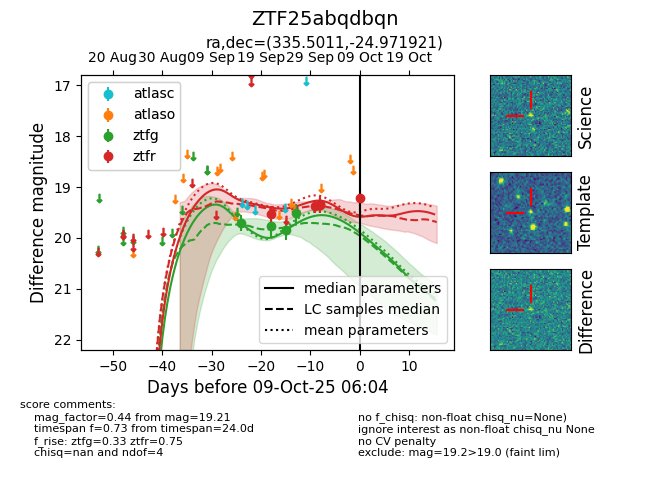 ZTF25abqdbqn
ra,dec=(335.5011,-24.971921)
20 Aug 30 Aug 09 Sep 19 Sep 29 Sep 09 Oct 19 Oct
17
18
19
20
21
22
Difference magnitude
atlasc
atlaso
ztfg
ztfr
median parameters
LC samples median
mean parameters
−50 −40 −30 −20 −10 0 10
Days before 09-Oct-25 06:04
Science
Template
Difference
score comments:
mag_factor=0.44 from mag=19.21
timespan f=0.73 from timespan=24.0d
f_rise: ztfg=0.33 ztfr=0.75
chisq=nan and ndof=4
no f_chisq: non-float chisq_nu=None)
ignore interest as non-float chisq_nu None
no CV penalty
exclude: mag=19.2>19.0 (faint lim)